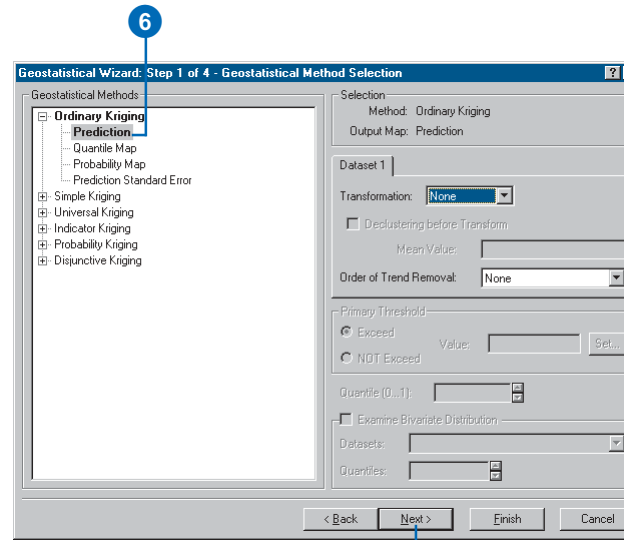 6
Geostatistical Wizard: Step 1 of 4 - Geostatistical Method Selection
Geostatistical Methods
Ordinary Kriging
Prediction
Quantile Map
Probability Map
Prediction Standard Error
Simple Kriging
Universal Kriging
Indicator Kriging
Probability Kriging
Disjunctive Kriging
Selection
Method: Ordinary Kriging
Output Map: Prediction
Dataset 1
Transformation: None
Declustering before Transform
Mean Value:
Order of Trend Removal: None
Primary Threshold
Exceed
Value: Set...
NOT Exceed
Quantile (0...1):
Examine Bivariate Distribution
Datasets:
Quantiles:
< Back Next > Finish Cancel